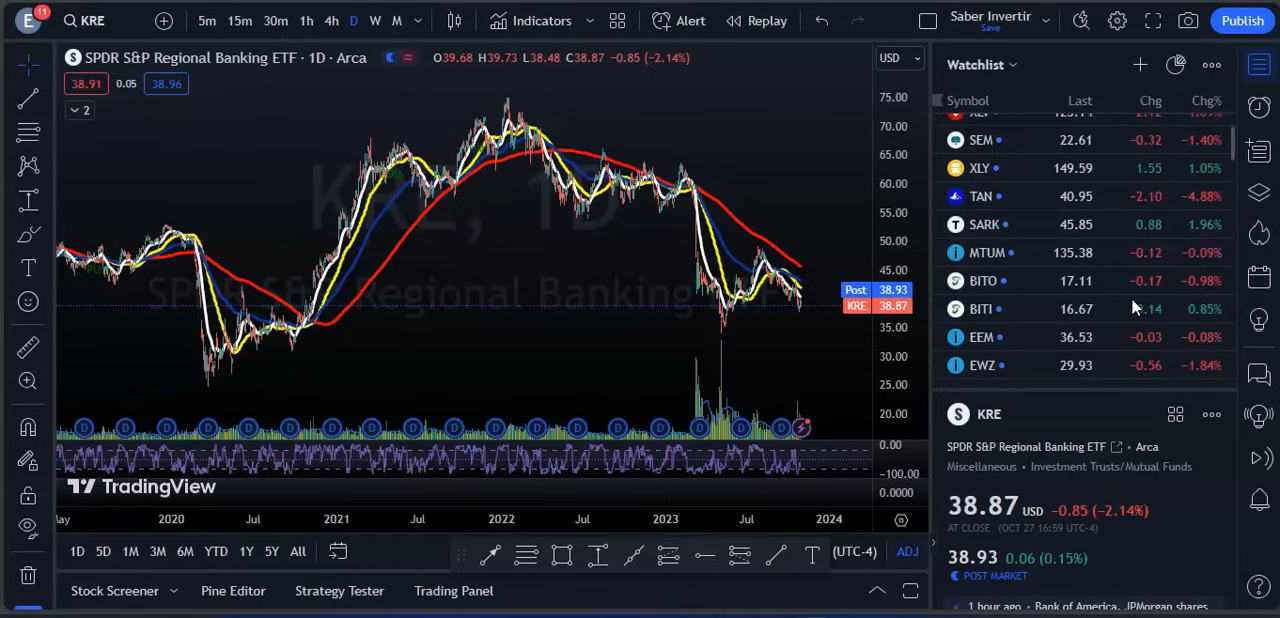 E 11 KRE 5m 15m 30m 1h 4h D W M Indicators Alert Replay Saber Invertir Save Publish
S SPDR S&P Regional Banking ETF · 1D · Arca O39.68 H39.73 L38.48 C38.87 −0.85 (−2.14%) USD
38.91 0.05 38.96
2
KRE, 1D
SPDR S&P Regional Banking ETF
75.00
70.00
65.00
60.00
55.00
50.00
45.00
Post 38.93
KRE 38.87
35.00
30.00
25.00
20.00
0.00
−100.00
0.0000
TradingView
May 2020 Jul 2021 Jul 2022 Jul 2023 Jul 2024
1D 5D 1M 3M 6M YTD 1Y 5Y All (UTC-4) ADJ
Stock Screener Pine Editor Strategy Tester Trading Panel
Watchlist
Symbol Last Chg Chg%
SEM 22.61 −0.32 −1.40%
XLY 149.59 1.55 1.05%
TAN 40.95 −2.10 −4.88%
SARK 45.85 0.88 1.96%
MTUM 135.38 −0.12 −0.09%
BITO 17.11 −0.17 −0.98%
BITI 16.67 .14 0.85%
EEM 36.53 −0.03 −0.08%
EWZ 29.93 −0.56 −1.84%
S KRE
SPDR S&P Regional Banking ETF · Arca
Miscellaneous · Investment Trusts/Mutual Funds
38.87 USD −0.85 (−2.14%)
AT CLOSE (OCT 27 16:59 UTC-4)
38.93 0.06 (0.15%)
POST MARKET
1 hour ago · Bank of America, JPMorgan shares